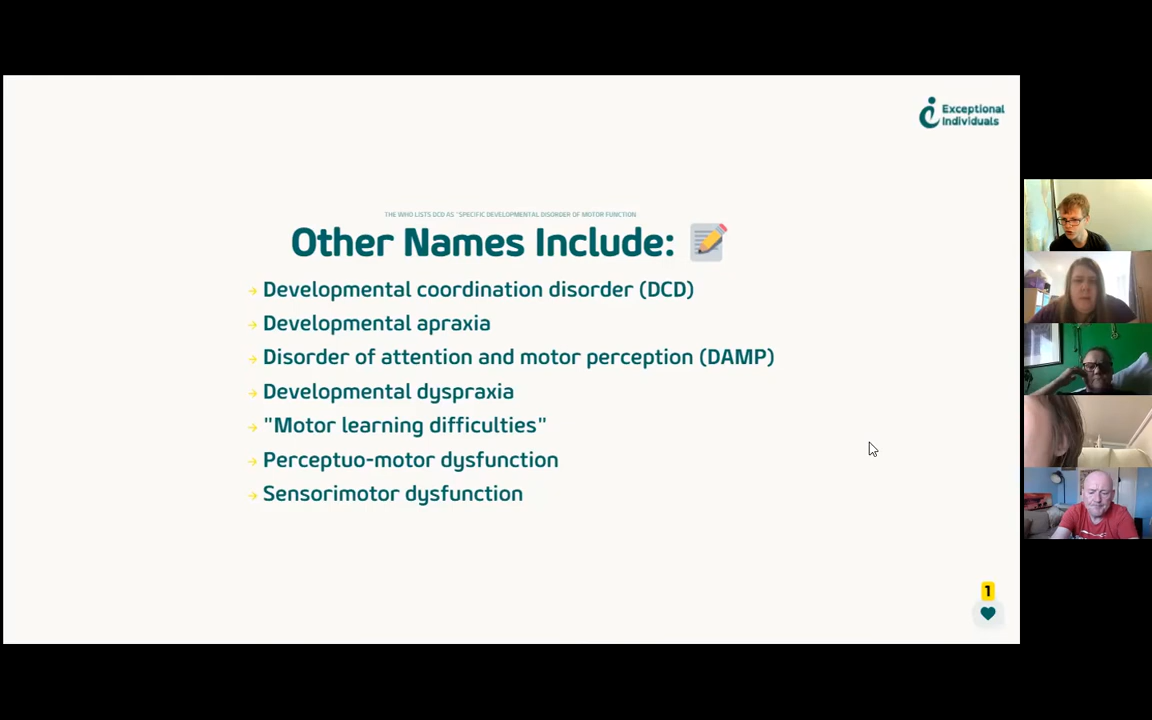 Exceptional
Individuals
THE WHO LISTS DCD AS "SPECIFIC DEVELOPMENTAL DISORDER OF MOTOR FUNCTION
Other Names Include:
→ Developmental coordination disorder (DCD)
→ Developmental apraxia
→ Disorder of attention and motor perception (DAMP)
→ Developmental dyspraxia
→ "Motor learning difficulties"
→ Perceptuo-motor dysfunction
→ Sensorimotor dysfunction
1